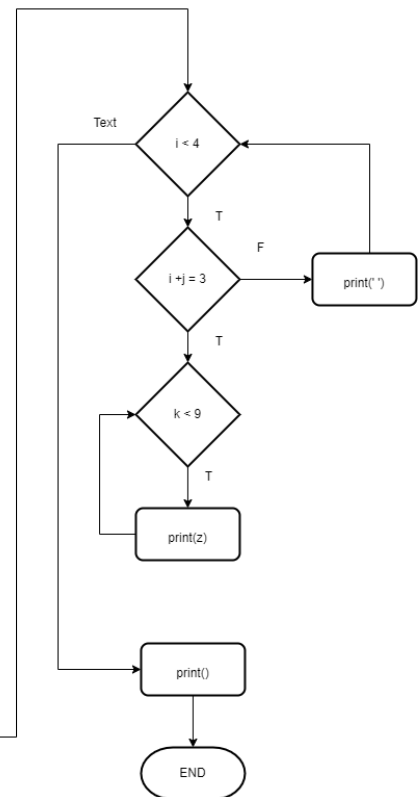 Text
i < 4
T
F
i +j = 3
print(' ')
T
k < 9
T
print(z)
print()
END